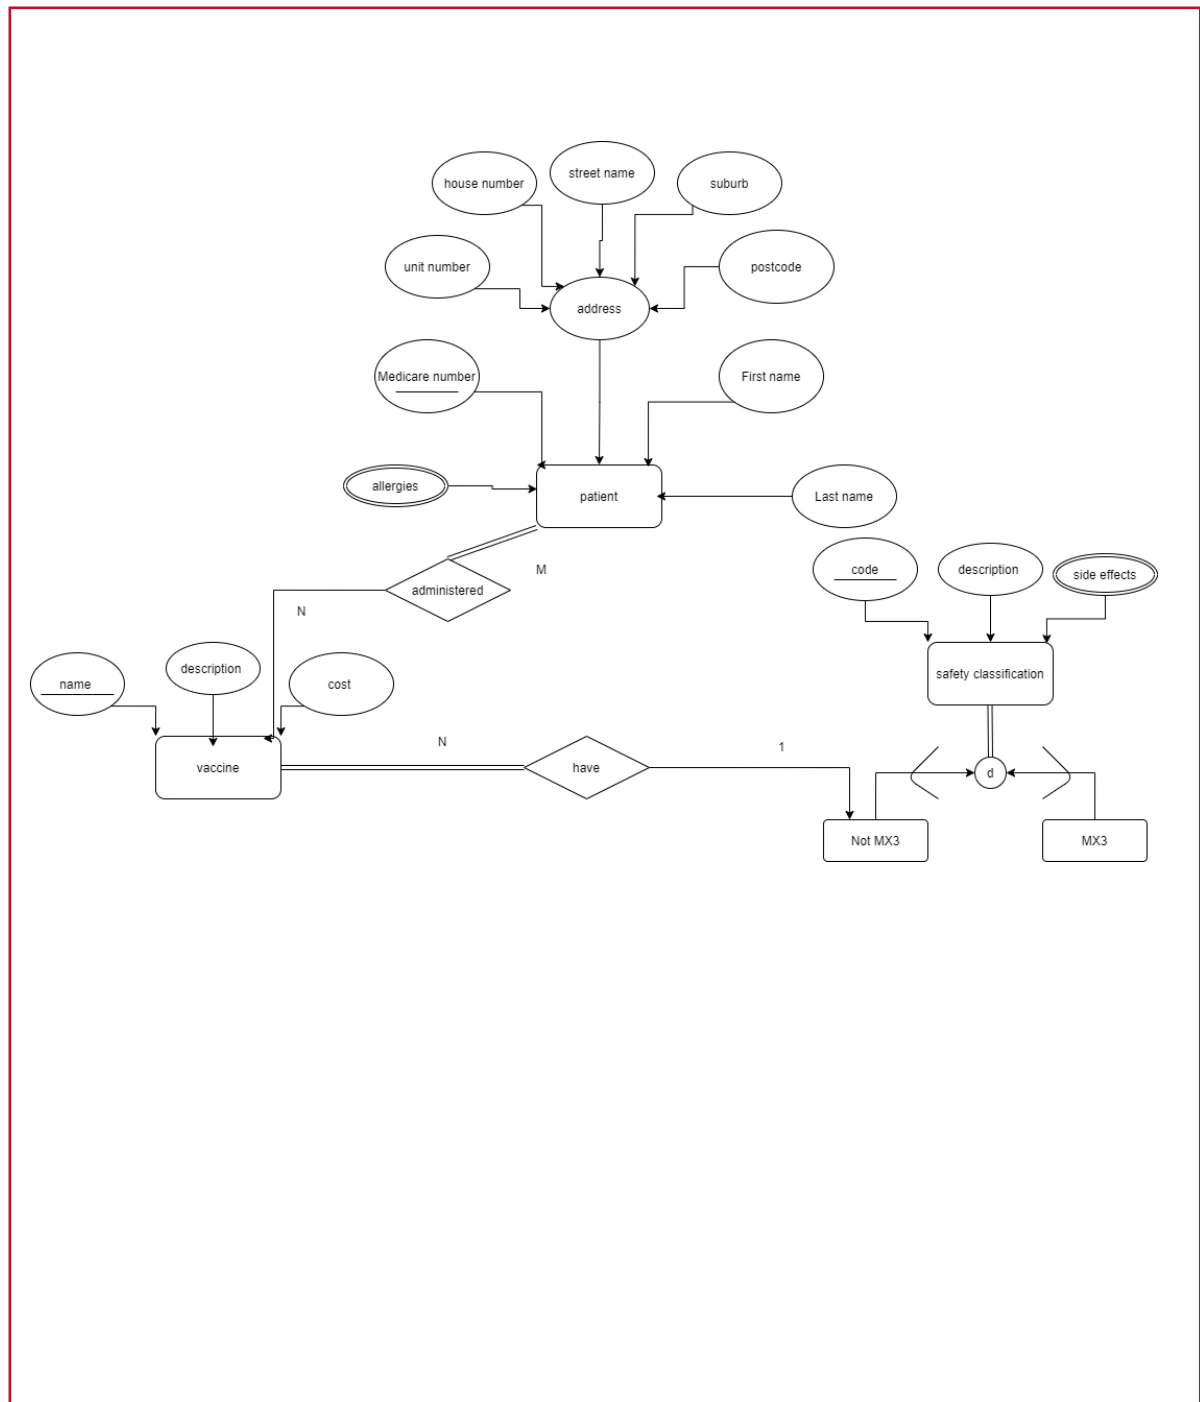 street name
house number
suburb
unit number
postcode
address
Medicare number
First name
allergies
patient
Last name
M
administered
N
code
description
side effects
safety classification
name
description
cost
vaccine
N
have
1
d
Not MX3
MX3